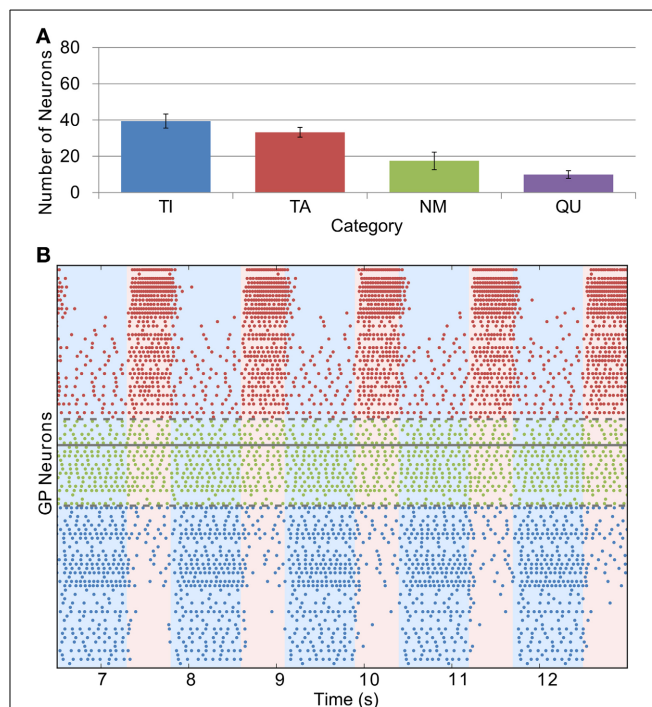 A
80
60
40
20
0
Number of Neurons
TI TA NM QU
Category
B
GP Neurons
7 8 9 10 11 12
Time (s)